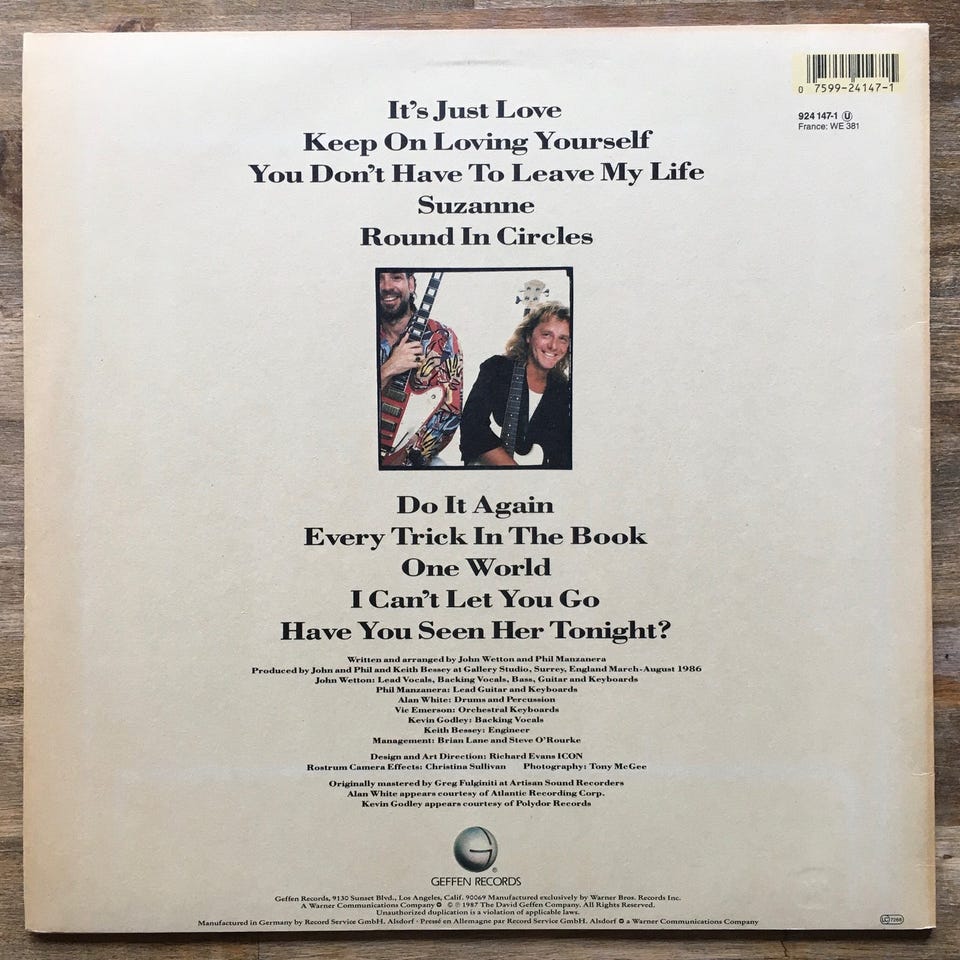 0 7599-24147-1
924 147-1 Ⓤ
France: WE 381
It's Just Love
Keep On Loving Yourself
You Don't Have To Leave My Life
Suzanne
Round In Circles
Do It Again
Every Trick In The Book
One World
I Can't Let You Go
Have You Seen Her Tonight?
Written and arranged by John Wetton and Phil Manzanera
Produced by John and Phil and Keith Bessey at Gallery Studio, Surrey, England March-August 1986
John Wetton: Lead Vocals, Backing Vocals, Bass, Guitar and Keyboards
Phil Manzanera: Lead Guitar and Keyboards
Alan White: Drums and Percussion
Vic Emerson: Orchestral Keyboards
Kevin Godley: Backing Vocals
Keith Bessey: Engineer
Management: Brian Lane and Steve O'Rourke
Design and Art Direction: Richard Evans ICON
Rostrum Camera Effects: Christina Sullivan Photography: Tony McGee
Originally mastered by Greg Fulginiti at Artisan Sound Recorders
Alan White appears courtesy of Atlantic Recording Corp.
Kevin Godley appears courtesy of Polydor Records
G ®
GEFFEN RECORDS
Geffen Records, 9130 Sunset Blvd., Los Angeles, Calif. 90069 Manufactured exclusively by Warner Bros. Records Inc.
A Warner Communications Company © ℗ 1987 The David Geffen Company. All Rights Reserved.
Unauthorized duplication is a violation of applicable laws.
Manufactured in Germany by Record Service GmbH. Alsdorf · Pressé en Allemagne par Record Service GmbH. Alsdorf a Warner Communications Company
LC 7268